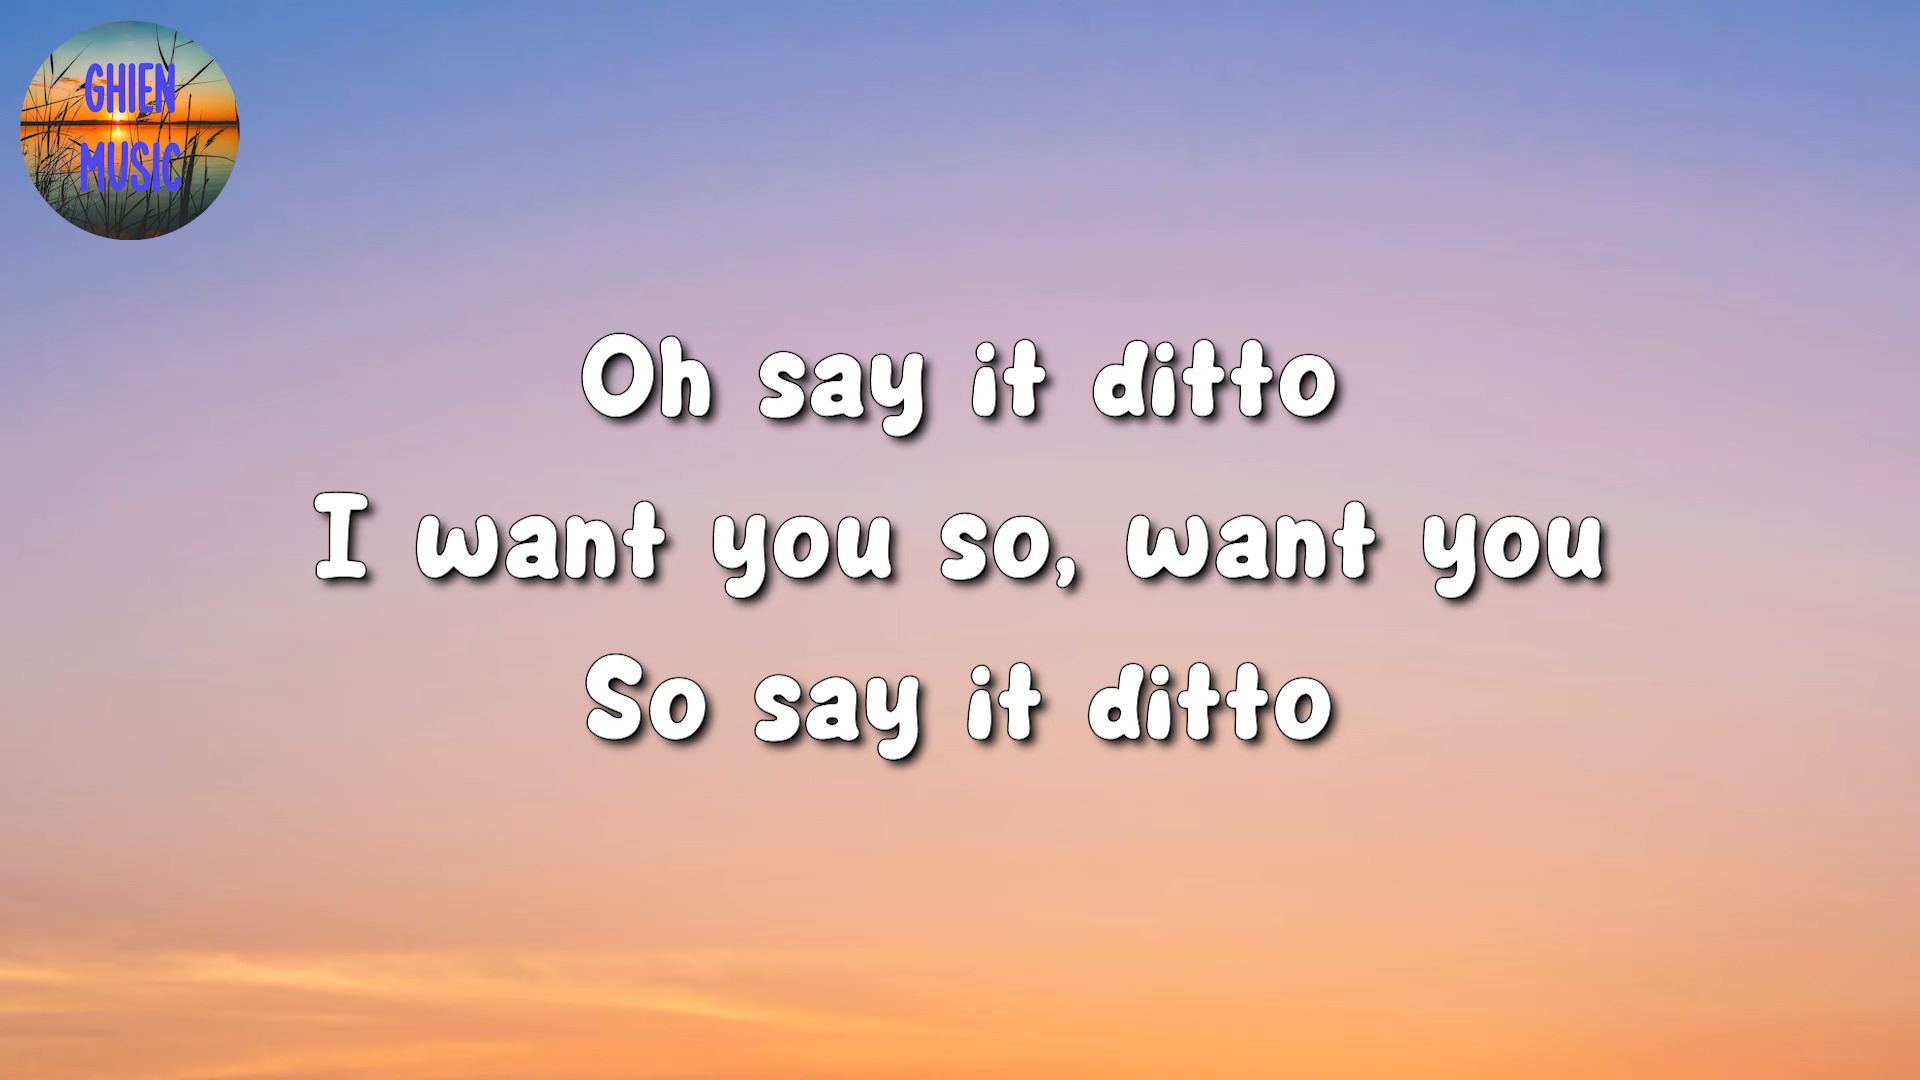 GHIEN
MUSIC
Oh say it ditto
I want you so, want you
So say it ditto